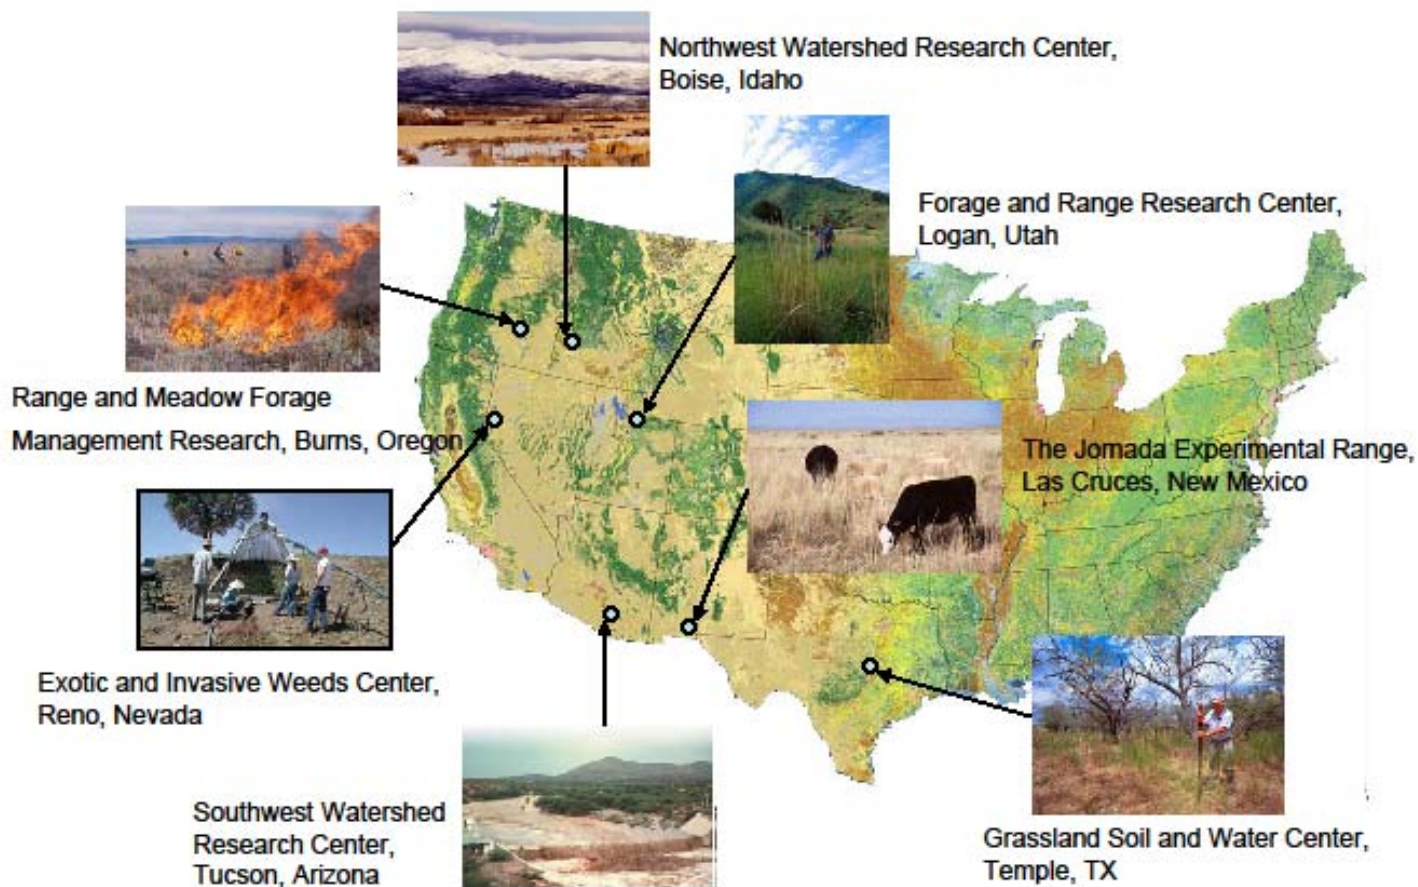 Northwest Watershed Research Center,
Boise, Idaho
Forage and Range Research Center,
Logan, Utah
Range and Meadow Forage
Management Research, Burns, Oregon
The Jornada Experimental Range,
Las Cruces, New Mexico
Exotic and Invasive Weeds Center,
Reno, Nevada
Southwest Watershed
Research Center,
Tucson, Arizona
Grassland Soil and Water Center,
Temple, TX